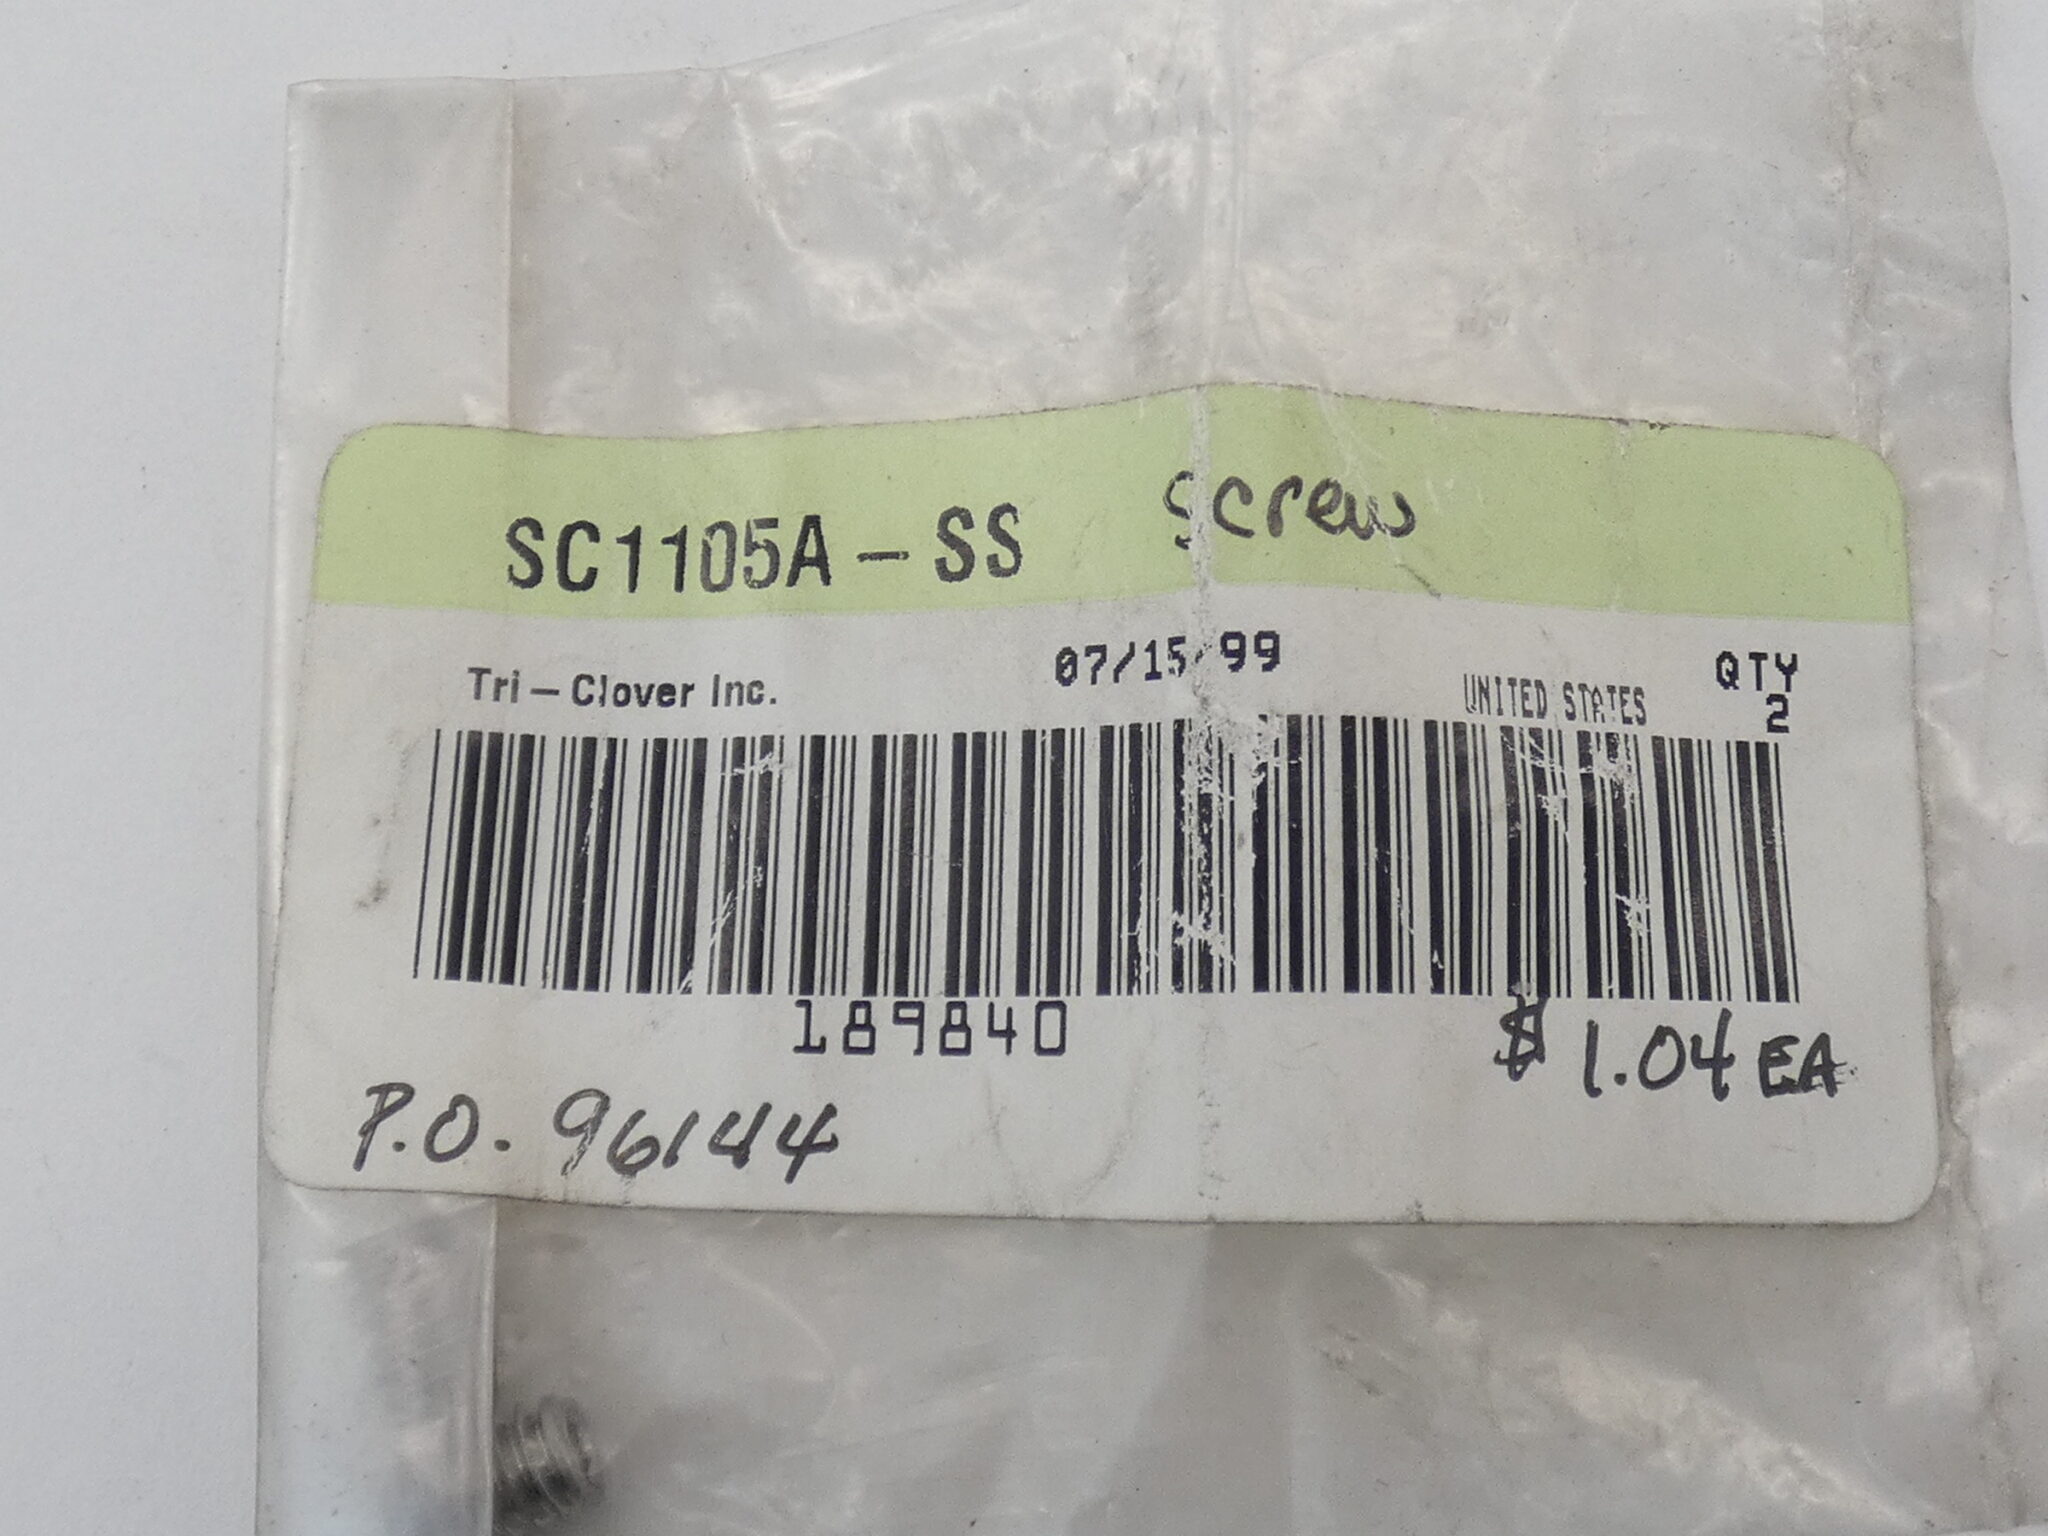 SC1105A-SS screw
Tri-Clover Inc. 07/15/99 UNITED STATES QTY
2
189840
$1.04 EA
P.O. 96144